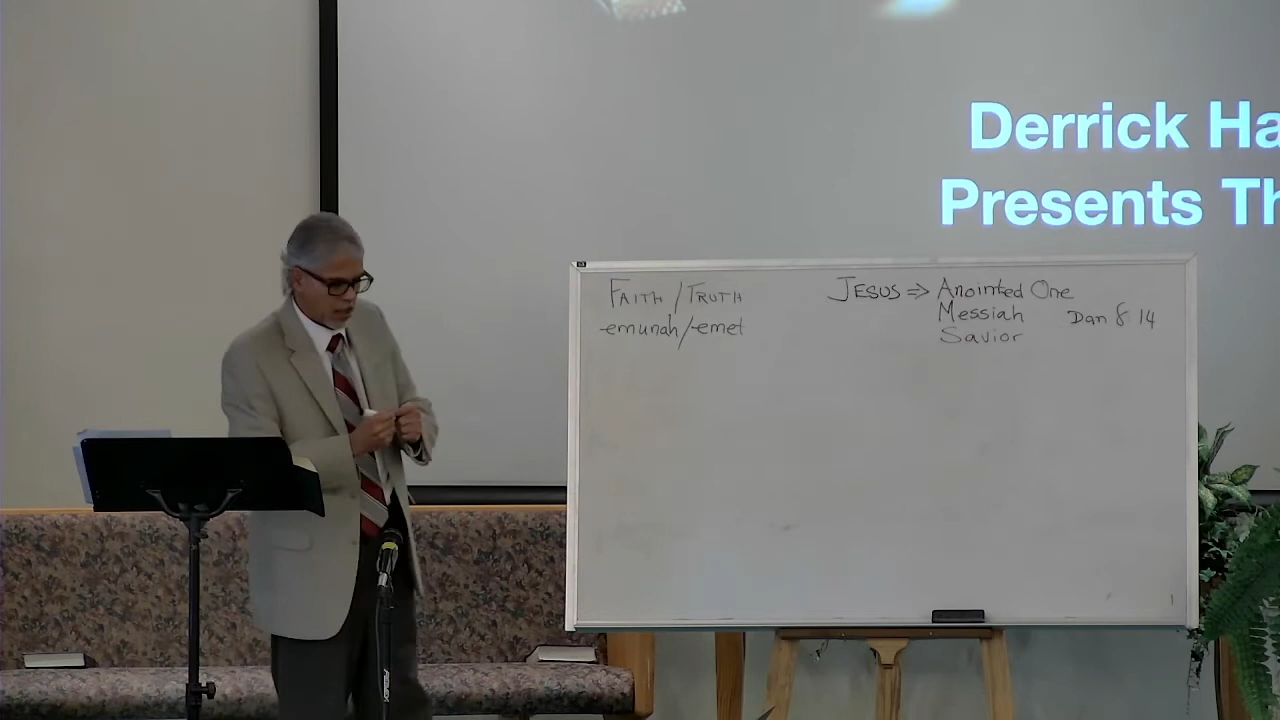 Derrick Ha
Presents Th
FAITH / TRUTH
emunah/emet
JESUS ⇒ Anointed One
Messiah Dan 8 14
Savior